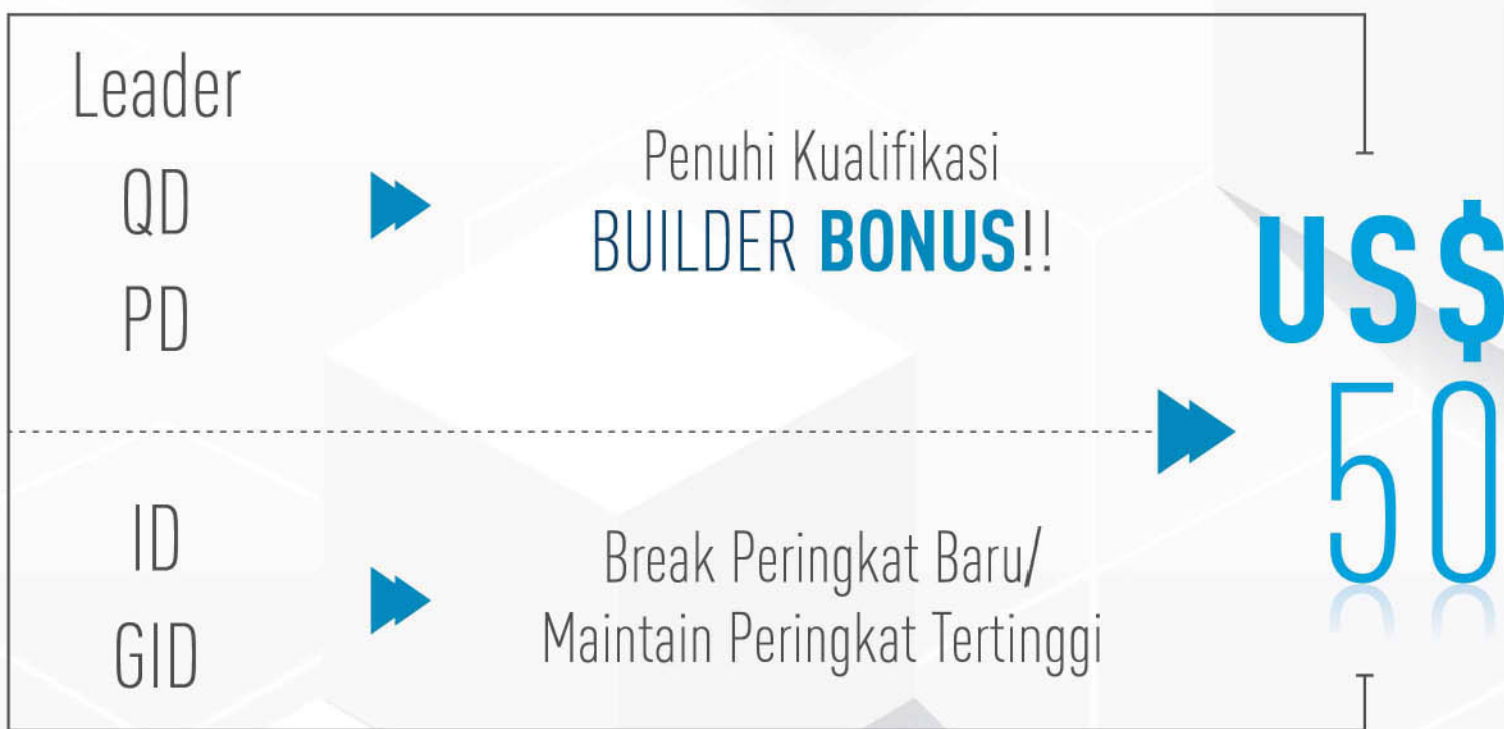 Leader
QD
PD
Penuhi Kualifikasi
BUILDER BONUS!!
ID
GID
Break Peringkat Baru/
Maintain Peringkat Tertinggi
US$
50